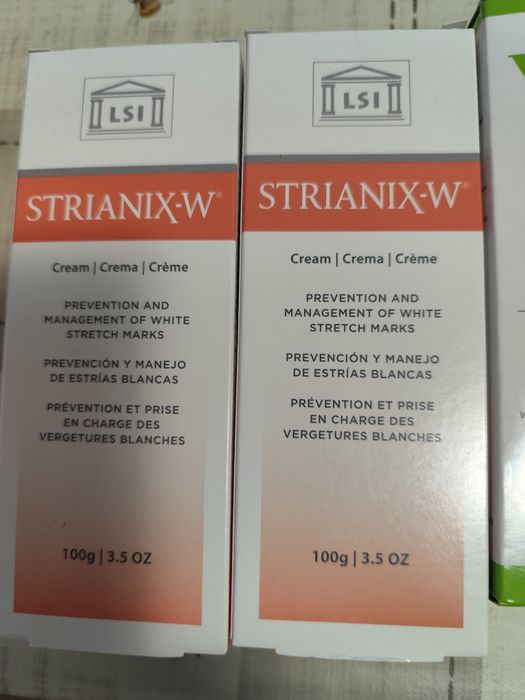 LSI
STRIANIX-W®
Cream | Crema | Crème
PREVENTION AND
MANAGEMENT OF WHITE
STRETCH MARKS
PREVENCIÓN Y MANEJO
DE ESTRÍAS BLANCAS
PRÉVENTION ET PRISE
EN CHARGE DES
VERGETURES BLANCHES
100g | 3.5 OZ
LSI
STRIANIX-W®
Cream | Crema | Crème
PREVENTION AND
MANAGEMENT OF WHITE
STRETCH MARKS
PREVENCIÓN Y MANEJO
DE ESTRÍAS BLANCAS
PRÉVENTION ET PRISE
EN CHARGE DES
VERGETURES BLANCHES
100g | 3.5 OZ